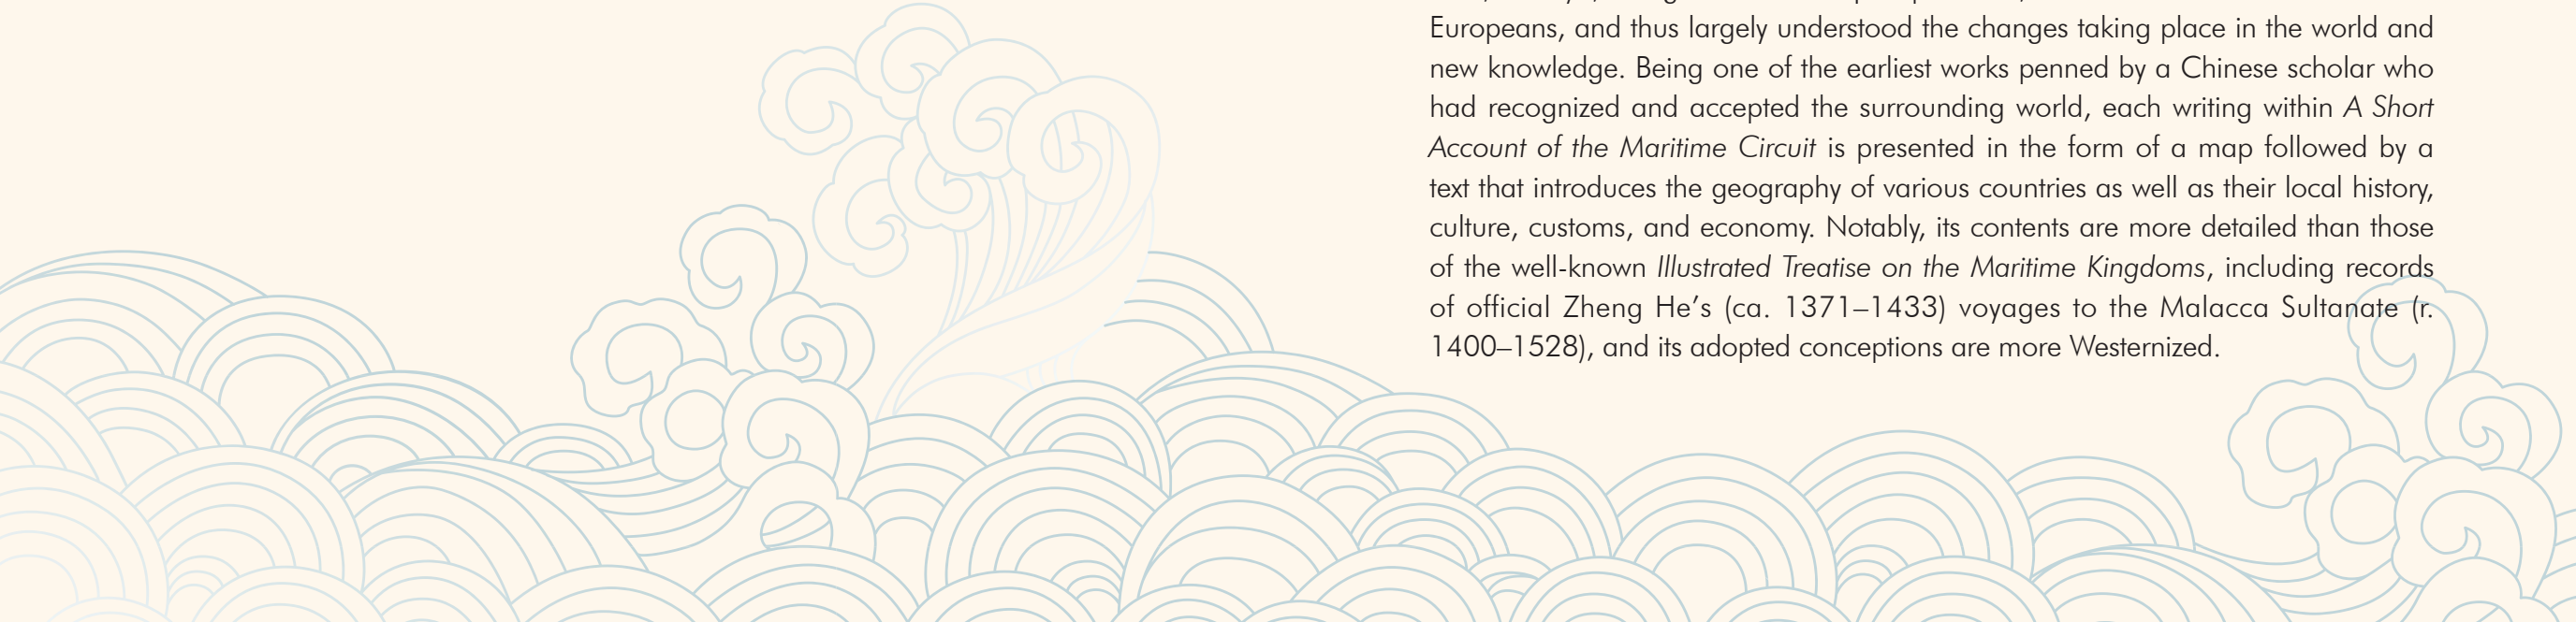 Europeans, and thus largely understood the changes taking place in the world and
new knowledge. Being one of the earliest works penned by a Chinese scholar who
had recognized and accepted the surrounding world, each writing within A Short
Account of the Maritime Circuit is presented in the form of a map followed by a
text that introduces the geography of various countries as well as their local history,
culture, customs, and economy. Notably, its contents are more detailed than those
of the well-known Illustrated Treatise on the Maritime Kingdoms, including records
of official Zheng He’s (ca. 1371–1433) voyages to the Malacca Sultanate (r.
1400–1528), and its adopted conceptions are more Westernized.